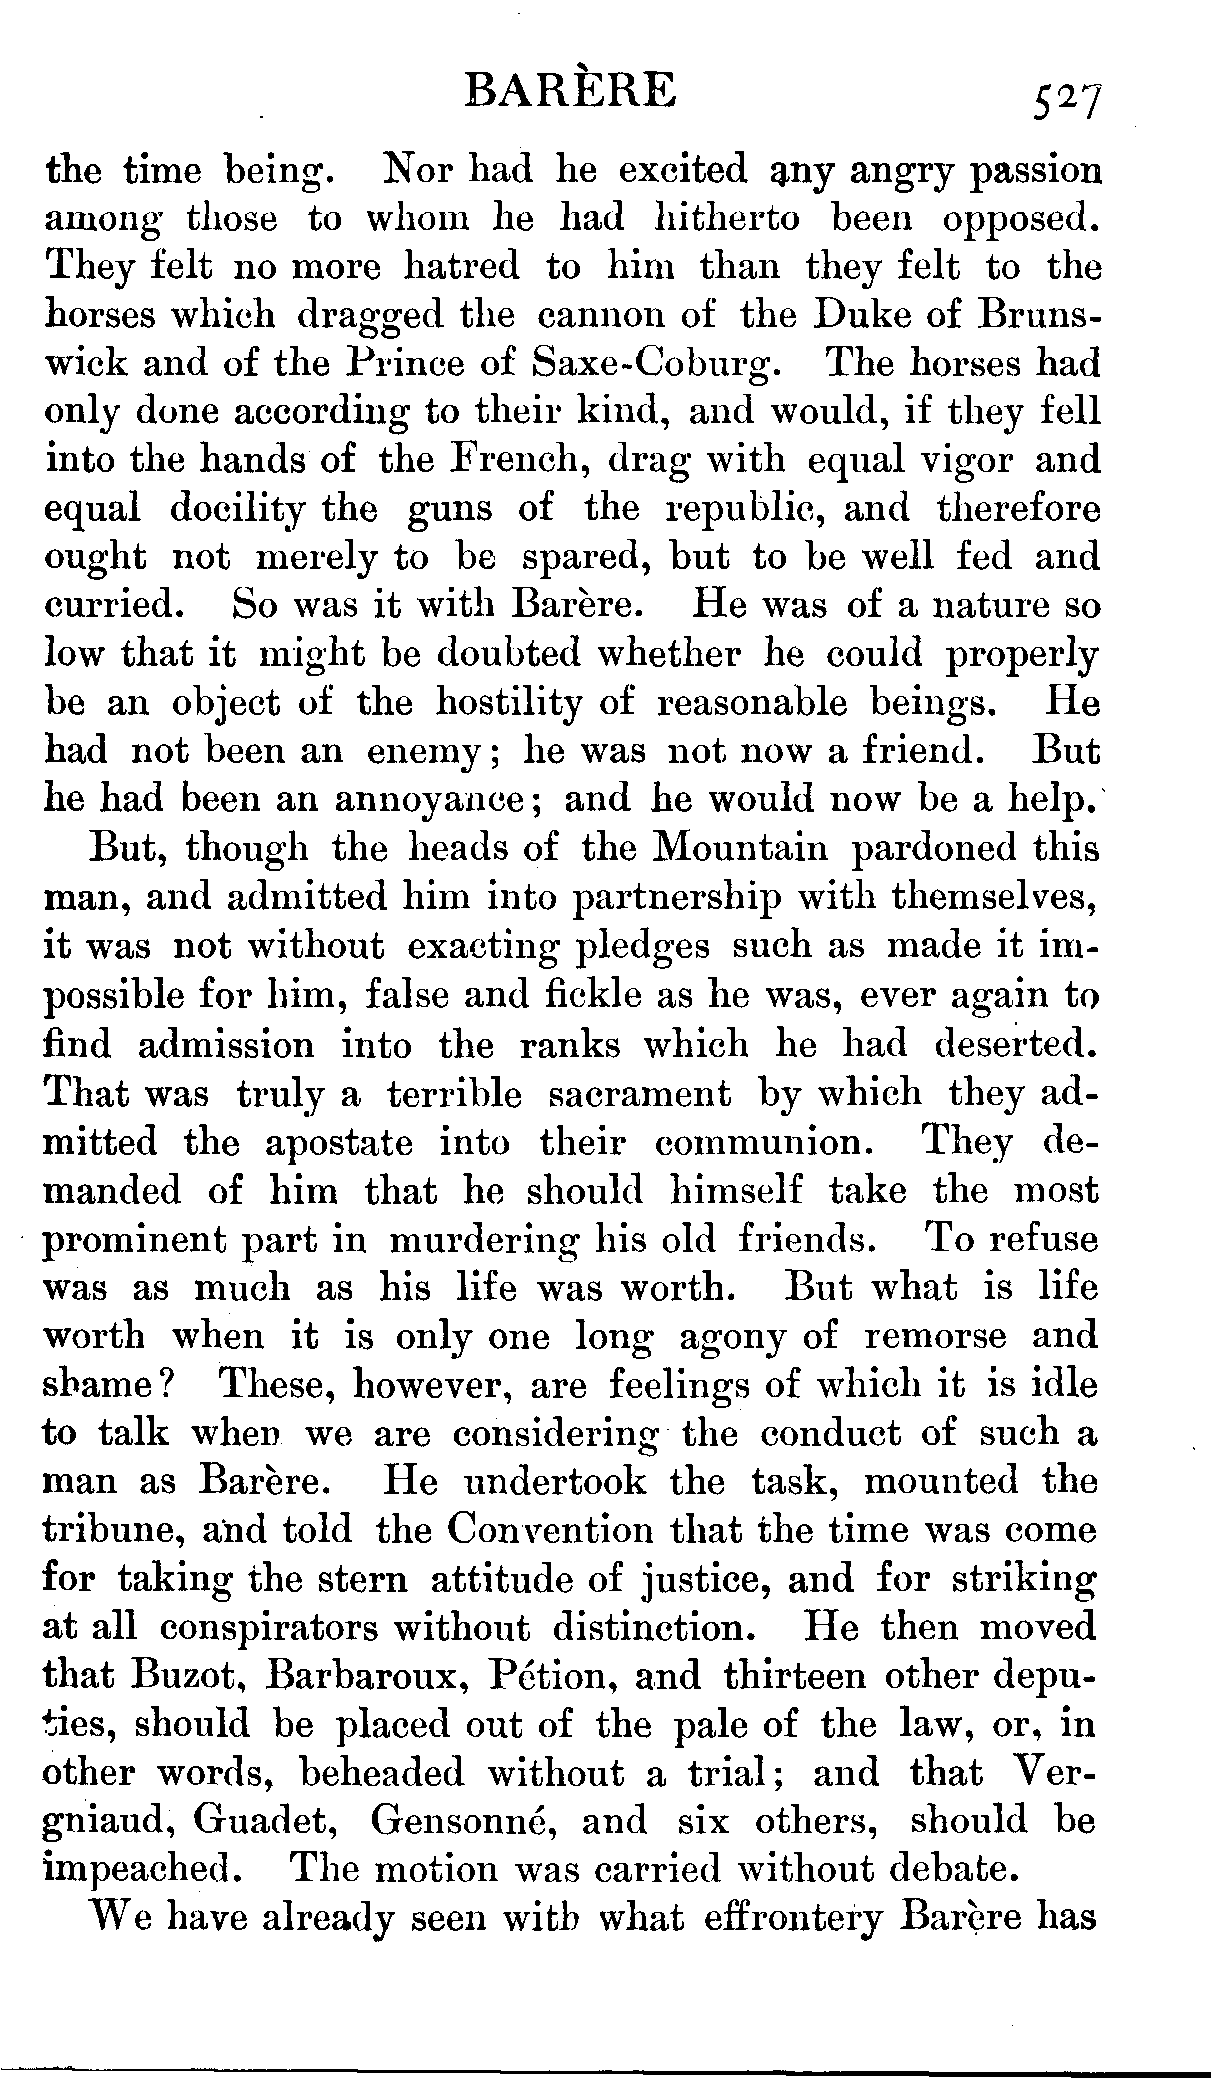 BARÈRE 527
the time being. Nor had he excited any angry passion
among those to whom he had hitherto been opposed.
They felt no more hatred to him than they felt to the
horses which dragged the cannon of the Duke of Bruns-
wick and of the Prince of Saxe-Coburg. The horses had
only done according to their kind, and would, if they fell
into the hands of the French, drag with equal vigor and
equal docility the guns of the republic, and therefore
ought not merely to be spared, but to be well fed and
curried. So was it with Barère. He was of a nature so
low that it might be doubted whether he could properly
be an object of the hostility of reasonable beings. He
had not been an enemy; he was not now a friend. But
he had been an annoyance; and he would now be a help.
But, though the heads of the Mountain pardoned this
man, and admitted him into partnership with themselves,
it was not without exacting pledges such as made it im-
possible for him, false and fickle as he was, ever again to
find admission into the ranks which he had deserted.
That was truly a terrible sacrament by which they ad-
mitted the apostate into their communion. They de-
manded of him that he should himself take the most
prominent part in murdering his old friends. To refuse
was as much as his life was worth. But what is life
worth when it is only one long agony of remorse and
shame? These, however, are feelings of which it is idle
to talk when we are considering the conduct of such a
man as Barère. He undertook the task, mounted the
tribune, and told the Convention that the time was come
for taking the stern attitude of justice, and for striking
at all conspirators without distinction. He then moved
that Buzot, Barbaroux, Pétion, and thirteen other depu-
ties, should be placed out of the pale of the law, or, in
other words, beheaded without a trial; and that Ver-
gniaud, Guadet, Gensonné, and six others, should be
impeached. The motion was carried without debate.
We have already seen with what effrontery Barère has